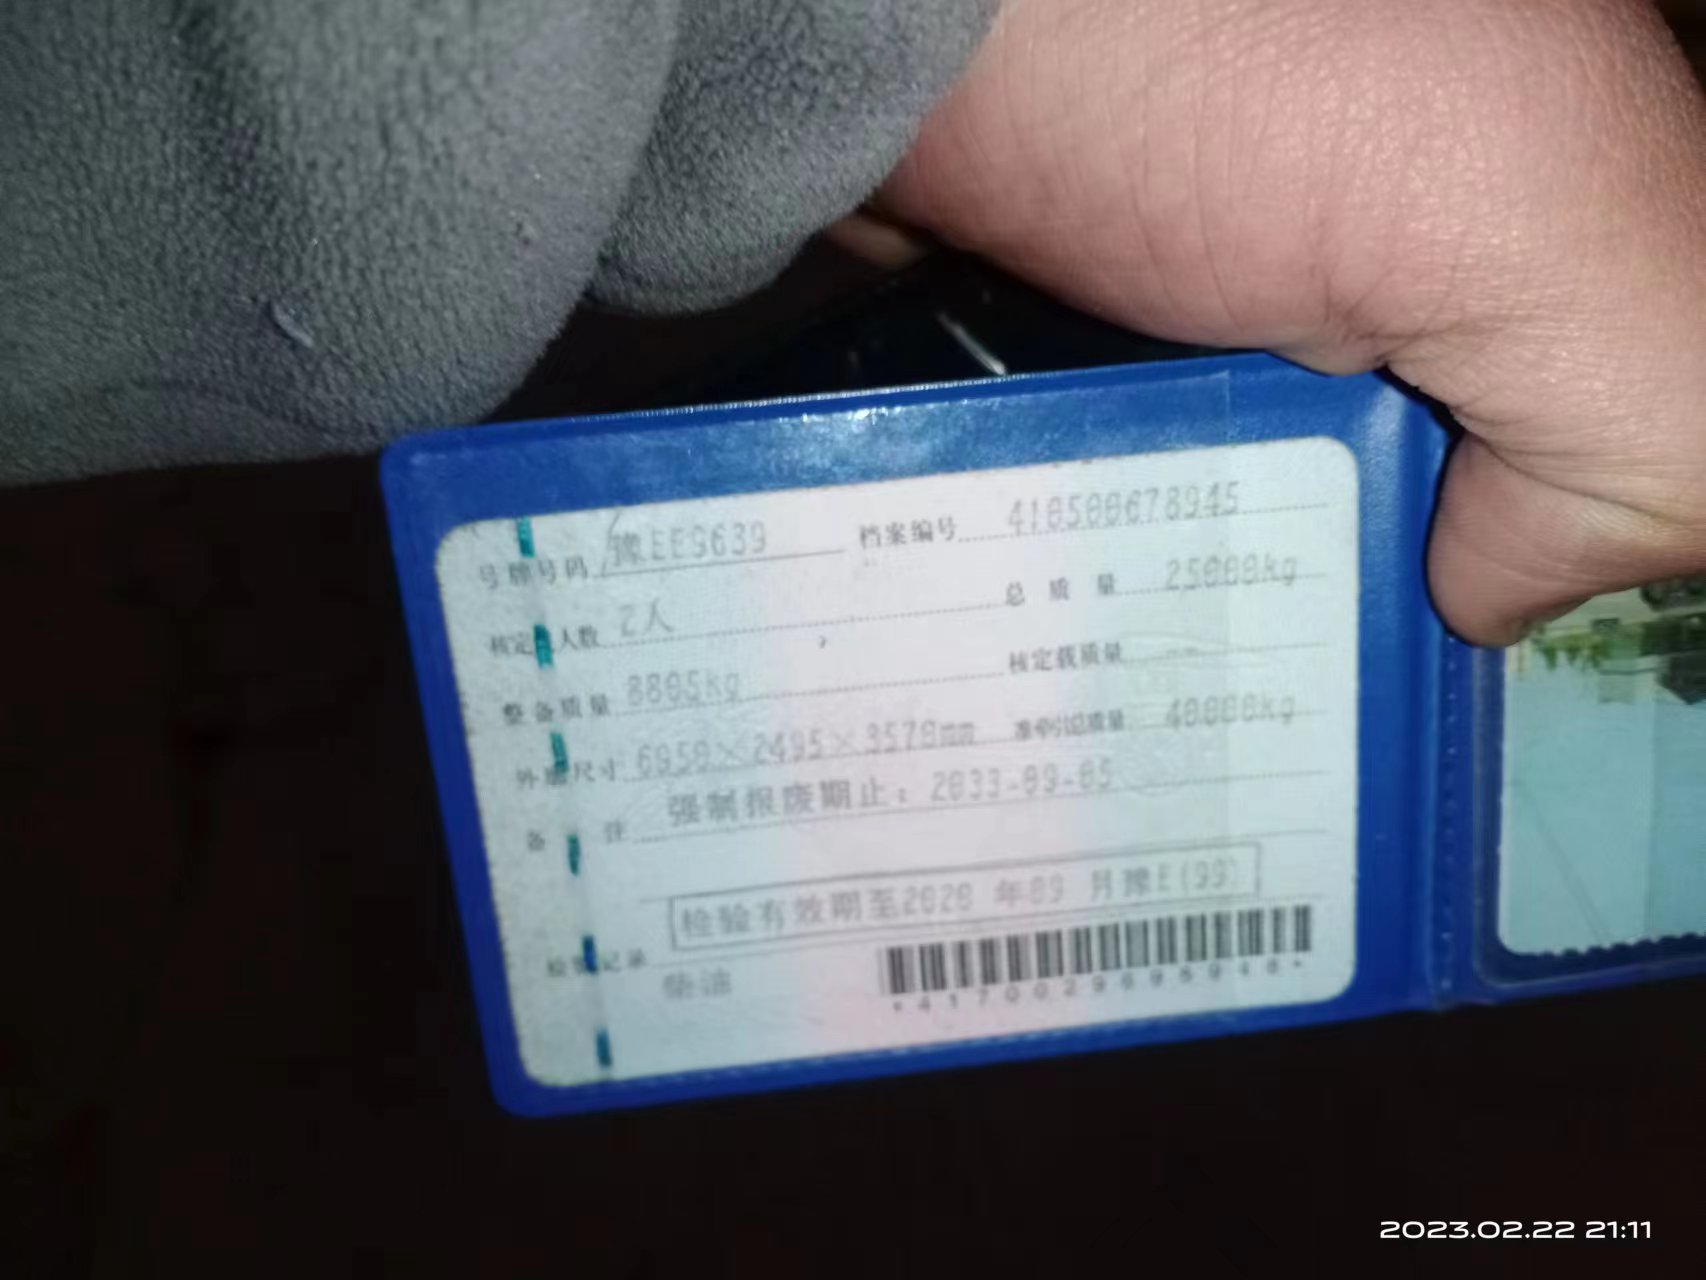 号牌号码 豫EE9639 档案编号 410500678945
核定载人数 2人 总质量 25000kg
整备质量 8805kg 核定载质量 --
外廓尺寸 6950×2495×3570mm 准牵引总质量 40000kg
备注 强制报废期止：2033-09-05
检验有效期至2020年09月豫E(99)
检验记录
柴油
*4170029695948*
2023.02.22 21:11